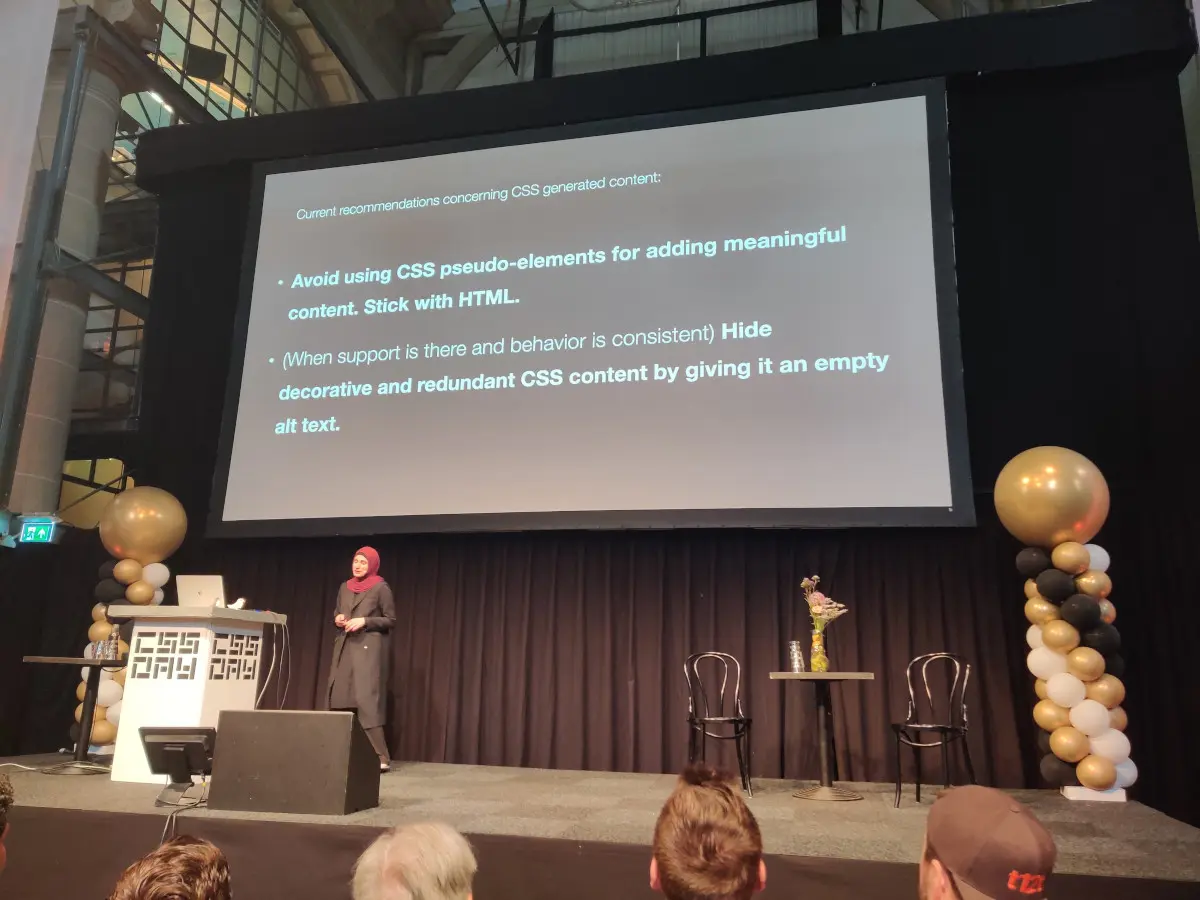 Current recommendations concerning CSS generated content:
• Avoid using CSS pseudo-elements for adding meaningful
content. Stick with HTML.
• (When support is there and behavior is consistent) Hide
decorative and redundant CSS content by giving it an empty
alt text.
CSS CSS
DAY DAY